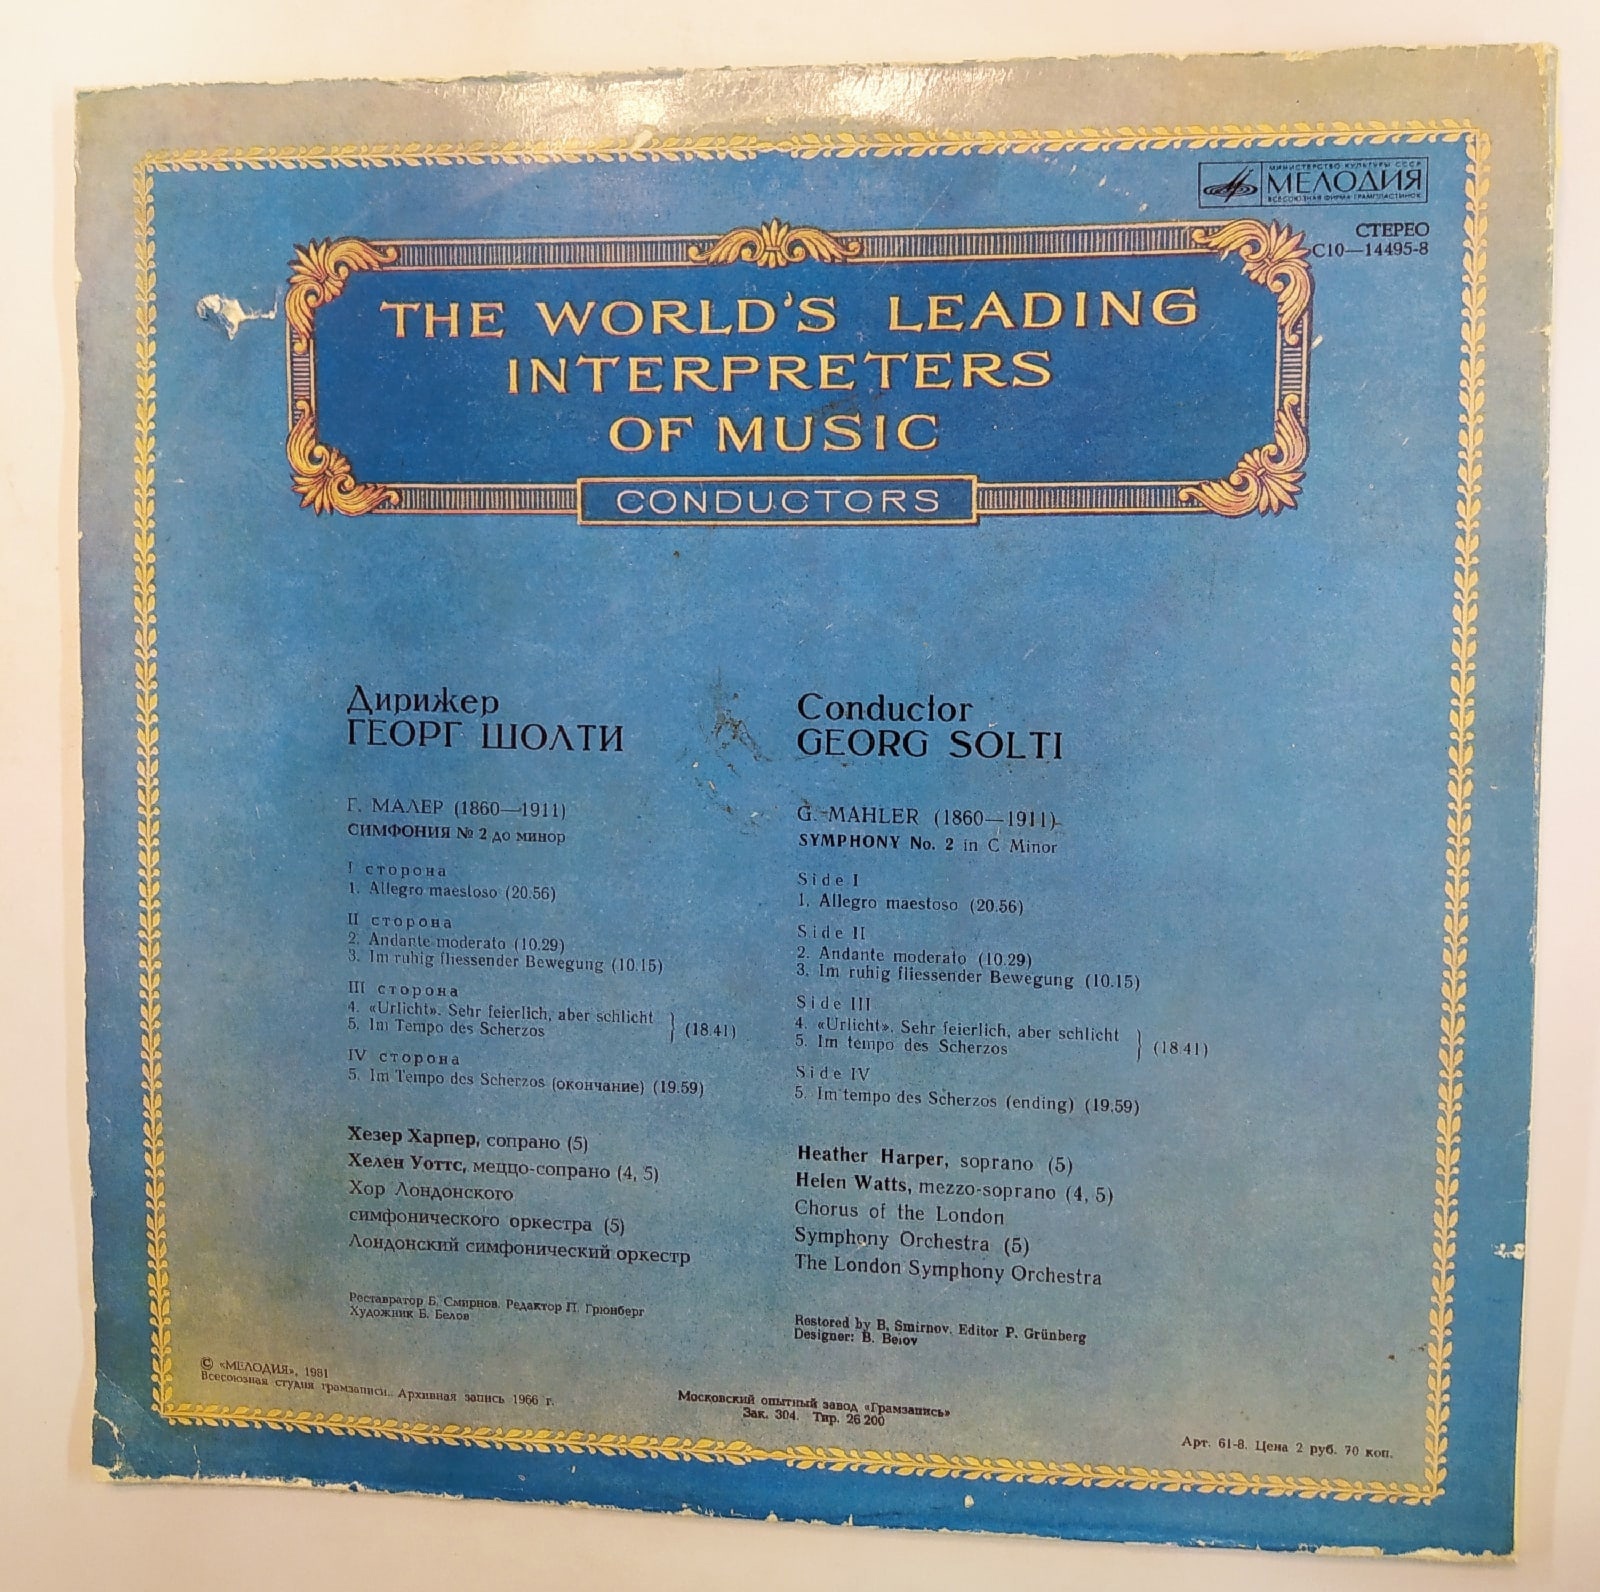 МИНИСТЕРСТВО КУЛЬТУРЫ СССР
МЕЛОДИЯ
ВСЕСОЮЗНАЯ ФИРМА ГРАМПЛАСТИНОК
СТЕРЕО
С10—14495-8
THE WORLD'S LEADING
INTERPRETERS
OF MUSIC
CONDUCTORS
Дирижер
ГЕОРГ ШОЛТИ
Г. МАЛЕР (1860—1911)
СИМФОНИЯ № 2 до минор
I сторона
1. Allegro maestoso (20.56)
II сторона
2. Andante moderato (10.29)
3. Im ruhig fliessender Bewegung (10.15)
III сторона
4. «Urlicht». Sehr feierlich, aber schlicht
5. Im Tempo des Scherzos
(18.41)
IV сторона
5. Im Tempo des Scherzos (окончание) (19.59)
Хезер Харпер, сопрано (5)
Хелен Уоттс, меццо-сопрано (4, 5)
Хор Лондонского
симфонического оркестра (5)
Лондонский симфонический оркестр
Реставратор Б. Смирнов. Редактор П. Грюнберг
Художник Б. Белов
Conductor
GEORG SOLTI
G. MAHLER (1860—1911)
SYMPHONY No. 2 in C Minor
Side I
1. Allegro maestoso (20.56)
Side II
2. Andante moderato (10.29)
3. Im ruhig fliessender Bewegung (10.15)
Side III
4. «Urlicht». Sehr feierlich, aber schlicht
5. Im tempo des Scherzos
(18.41)
Side IV
5. Im tempo des Scherzos (ending) (19.59)
Heather Harper, soprano (5)
Helen Watts, mezzo-soprano (4, 5)
Chorus of the London
Symphony Orchestra (5)
The London Symphony Orchestra
Restored by B. Smirnov. Editor P. Grünberg
Designer: B. Belov
© «МЕЛОДИЯ», 1981
Всесоюзная студия грамзаписи. Архивная запись 1966 г.
Московский опытный завод «Грамзапись»
Зак. 304. Тир. 26 200
Арт. 61-8. Цена 2 руб. 70 коп.